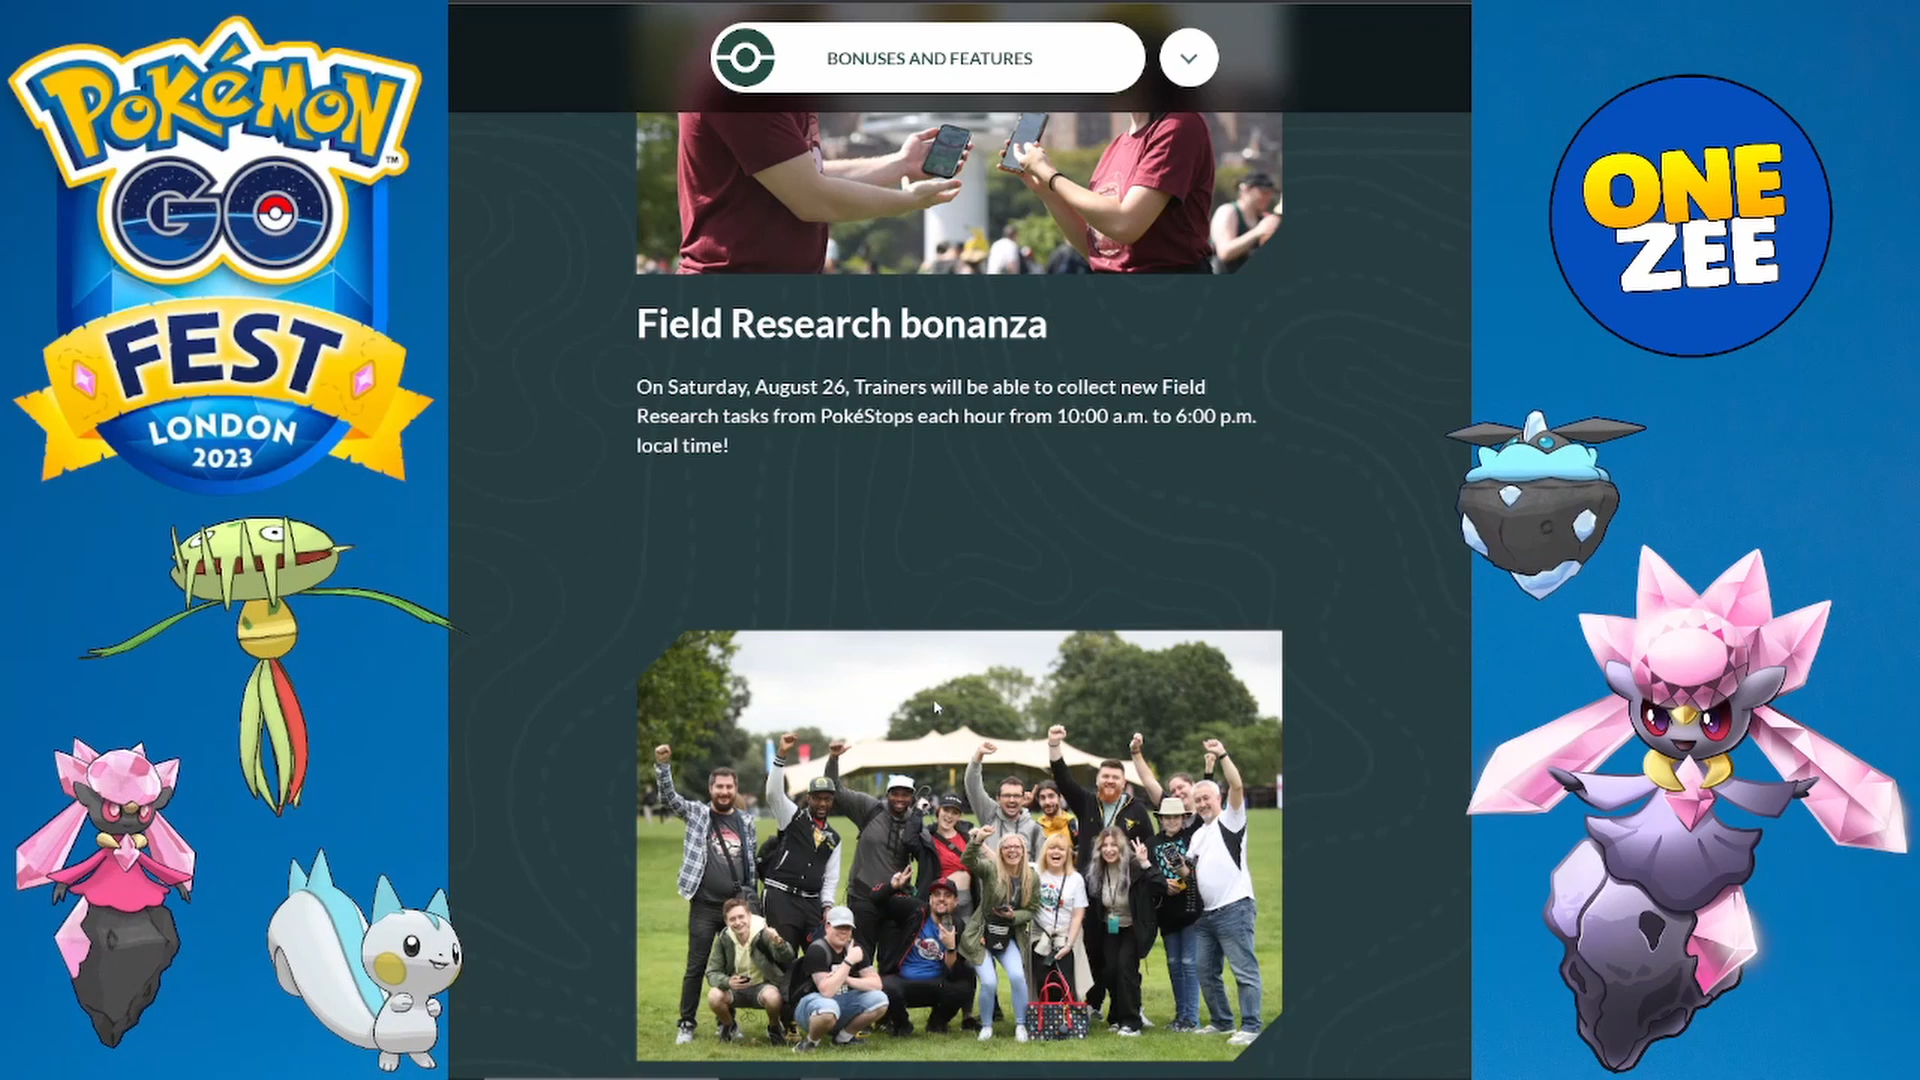 POKéMON
GO
FEST
LONDON
2023
BONUSES AND FEATURES
Field Research bonanza
On Saturday, August 26, Trainers will be able to collect new Field
Research tasks from PokéStops each hour from 10:00 a.m. to 6:00 p.m.
local time!
ONE
ZEE